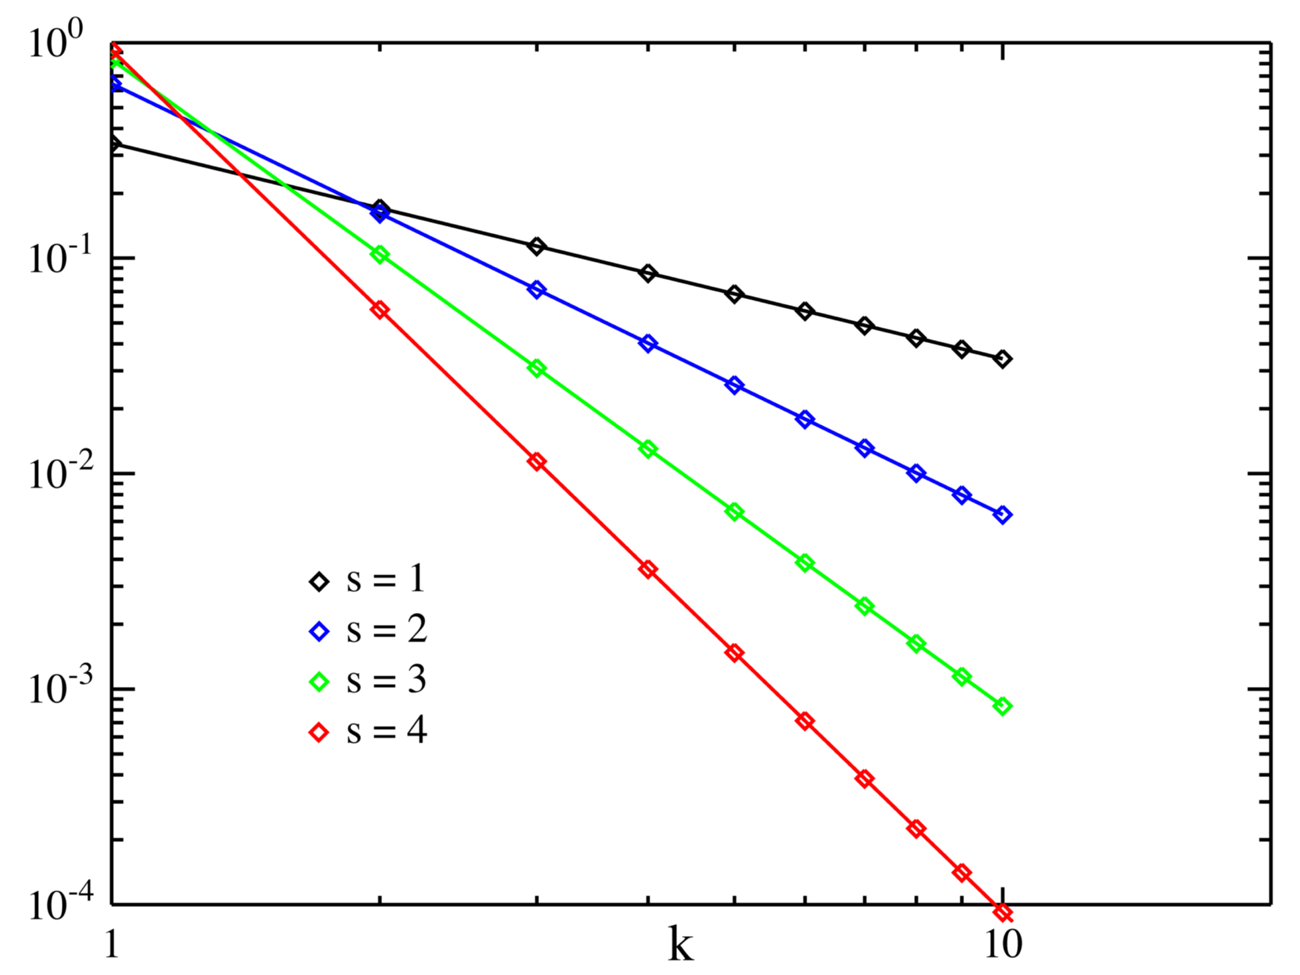 10^0
10^-1
10^-2
10^-3
10^-4
s = 1
s = 2
s = 3
s = 4
1 k 10